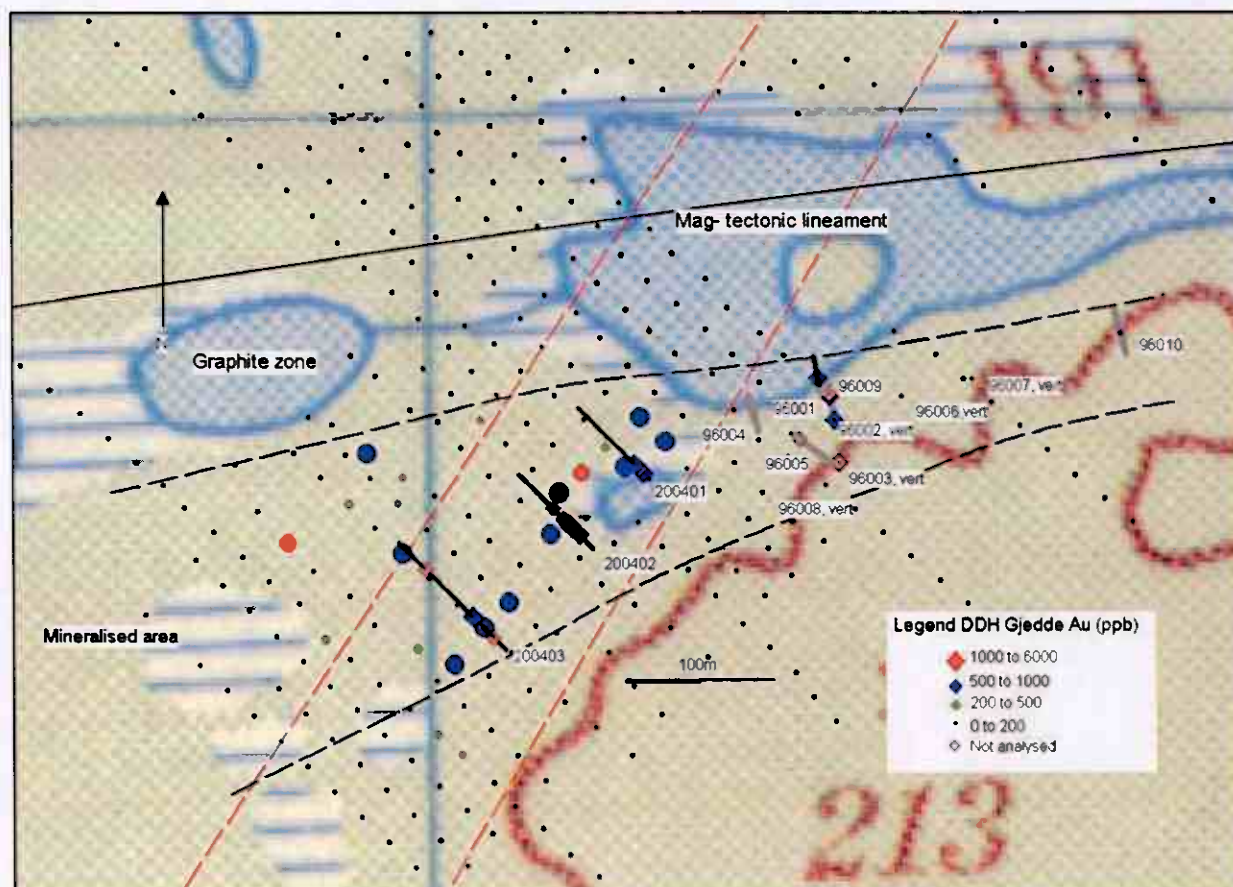 191
Mag- tectonic lineament
Graphite zone
96010
96009
96007, vert
96001
96006, vert
96004
96002, vert
96005
96003, vert
200401
96008, vert
200402
Mineralised area
200403
100m
Legend DDH Gjedde Au (ppb)
1000 to 6000
500 to 1000
200 to 500
0 to 200
Not analysed
213